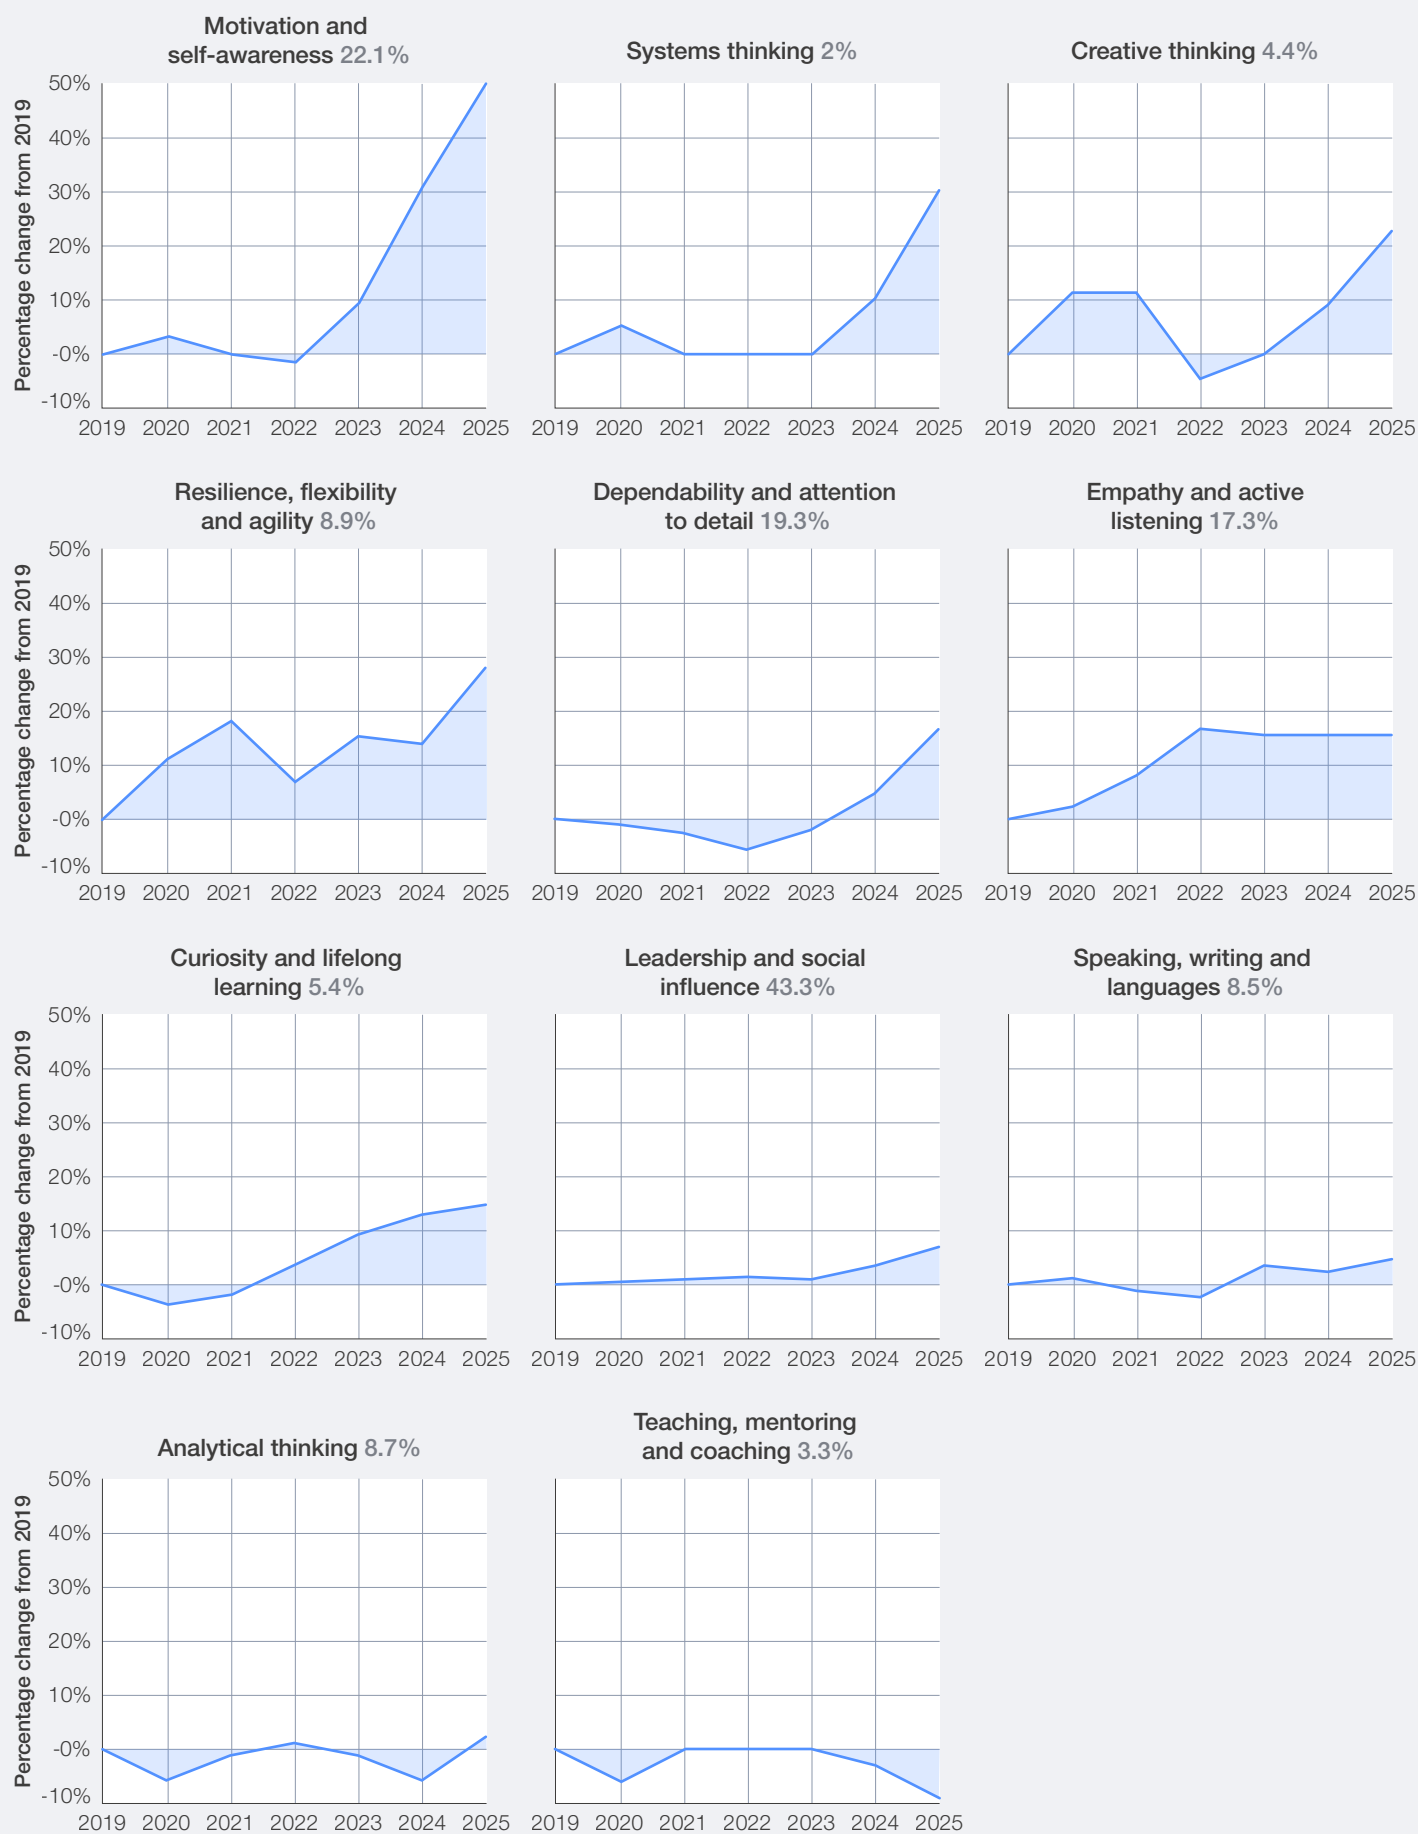 Motivation and
self-awareness 22.1%
Systems thinking 2%
Creative thinking 4.4%
Percentage change from 2019
50%
40%
30%
20%
10%
-0%
-10%
2019 2020 2021 2022 2023 2024 2025
2019 2020 2021 2022 2023 2024 2025
2019 2020 2021 2022 2023 2024 2025
Resilience, flexibility
and agility 8.9%
Dependability and attention
to detail 19.3%
Empathy and active
listening 17.3%
Percentage change from 2019
50%
40%
30%
20%
10%
-0%
-10%
2019 2020 2021 2022 2023 2024 2025
2019 2020 2021 2022 2023 2024 2025
2019 2020 2021 2022 2023 2024 2025
Curiosity and lifelong
learning 5.4%
Leadership and social
influence 43.3%
Speaking, writing and
languages 8.5%
Percentage change from 2019
50%
40%
30%
20%
10%
-0%
-10%
2019 2020 2021 2022 2023 2024 2025
2019 2020 2021 2022 2023 2024 2025
2019 2020 2021 2022 2023 2024 2025
Analytical thinking 8.7%
Teaching, mentoring
and coaching 3.3%
Percentage change from 2019
50%
40%
30%
20%
10%
-0%
-10%
2019 2020 2021 2022 2023 2024 2025
2019 2020 2021 2022 2023 2024 2025